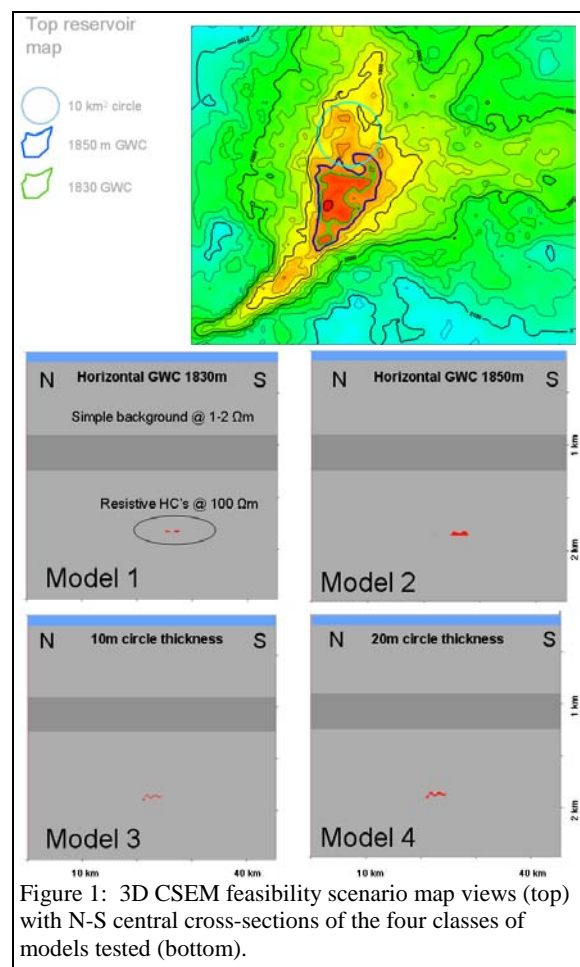 Top reservoir
map
10 km² circle
1850 m GWC
1830 GWC
N Horizontal GWC 1830m S
Simple background @ 1-2 Ωm
Resistive HC's @ 100 Ωm
Model 1
N Horizontal GWC 1850m S
1 km
2 km
Model 2
N 10m circle thickness S
Model 3
N 20m circle thickness S
1 km
2 km
Model 4
10 km 40 km 10 km 40 km
Figure 1: 3D CSEM feasibility scenario map views (top)
with N-S central cross-sections of the four classes of
models tested (bottom).